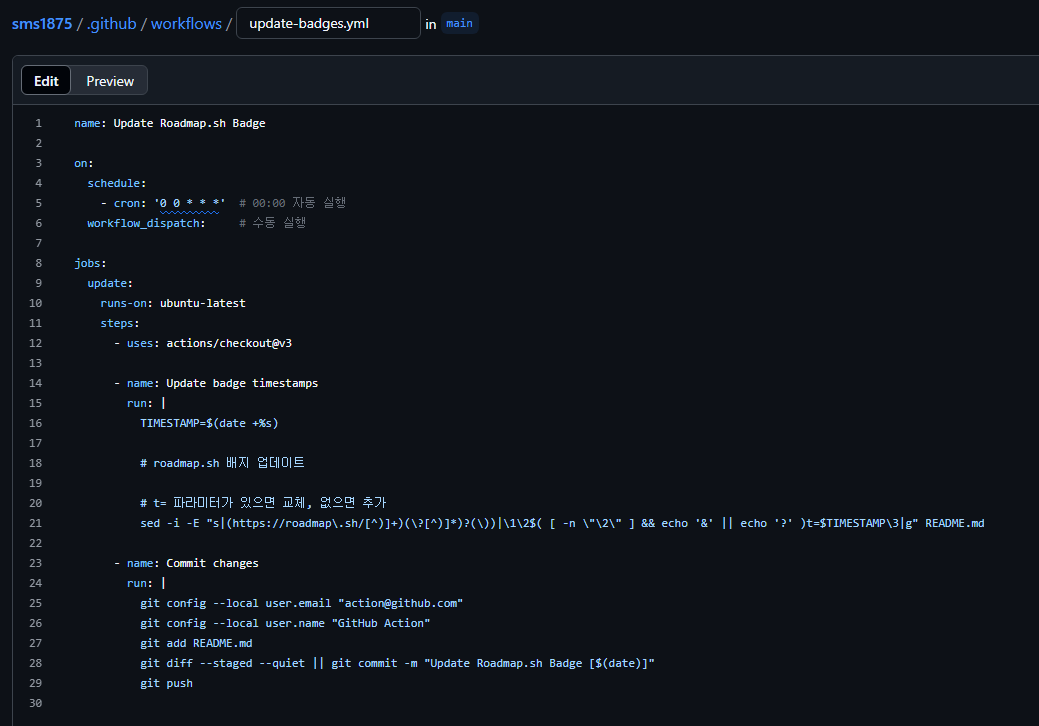 sms1875 / .github / workflows / update-badges.yml in main
Edit Preview
1 name: Update Roadmap.sh Badge
2
3 on:
4 schedule:
5 - cron: '0 0 * * *' # 00:00 자동 실행
6 workflow_dispatch: # 수동 실행
7
8 jobs:
9 update:
10 runs-on: ubuntu-latest
11 steps:
12 - uses: actions/checkout@v3
13
14 - name: Update badge timestamps
15 run: |
16 TIMESTAMP=$(date +%s)
17
18 # roadmap.sh 배지 업데이트
19
20 # t= 파라미터가 있으면 교체, 없으면 추가
21 sed -i -E "s|(https://roadmap\.sh/[^)]+)(\?[^)]*)?(\))|\1\2$( [ -n \"\2\" ] && echo '&' || echo '?' )t=$TIMESTAMP\3|g" README.md
22
23 - name: Commit changes
24 run: |
25 git config --local user.email "action@github.com"
26 git config --local user.name "GitHub Action"
27 git add README.md
28 git diff --staged --quiet || git commit -m "Update Roadmap.sh Badge [$(date)]"
29 git push
30